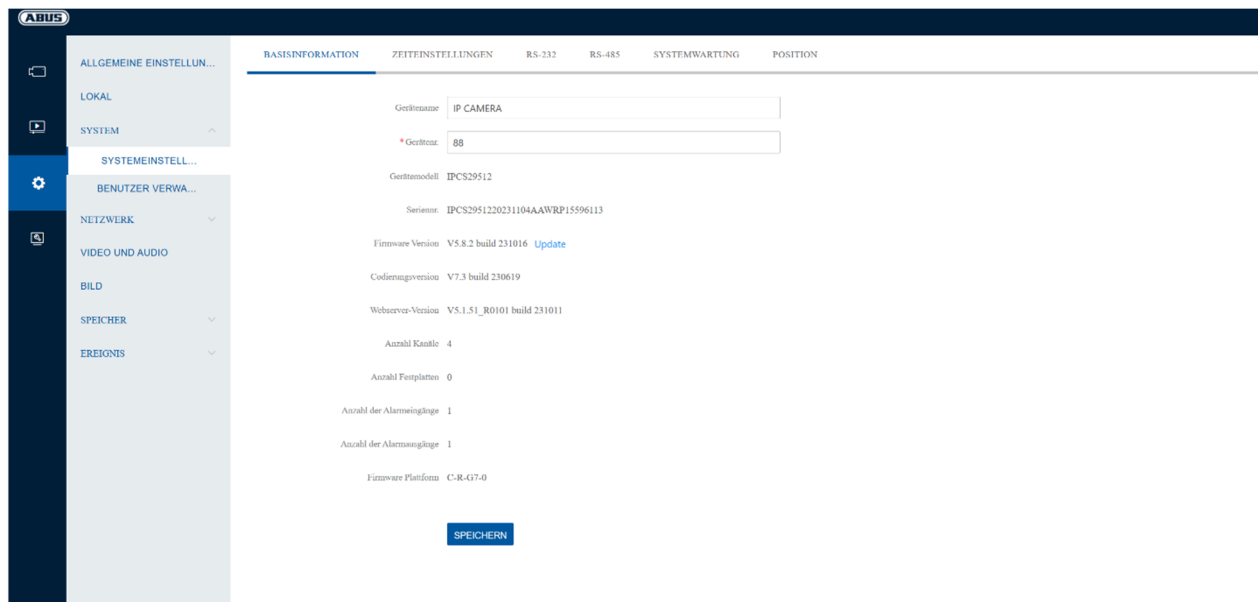 ABUS
BASISINFORMATION ZEITEINSTELLUNGEN RS-232 RS-485 SYSTEMWARTUNG POSITION
ALLGEMEINE EINSTELLUN...
LOKAL
SYSTEM
SYSTEMEINSTELL...
BENUTZER VERWA...
NETZWERK
VIDEO UND AUDIO
BILD
SPEICHER
EREIGNIS
Gerätename IP CAMERA
*Gerätenr. 88
Gerätemodell IPCS29512
Seriennr. IPCS2951220231104AAWRP15596113
Firmware Version V5.8.2 build 231016 Update
Codierungsversion V7.3 build 230619
Webserver-Version V5.1.51_R0101 build 231011
Anzahl Kanäle 4
Anzahl Festplatten 0
Anzahl der Alarmeingänge 1
Anzahl der Alarmausgänge 1
Firmware Plattform C-R-G7-0
SPEICHERN